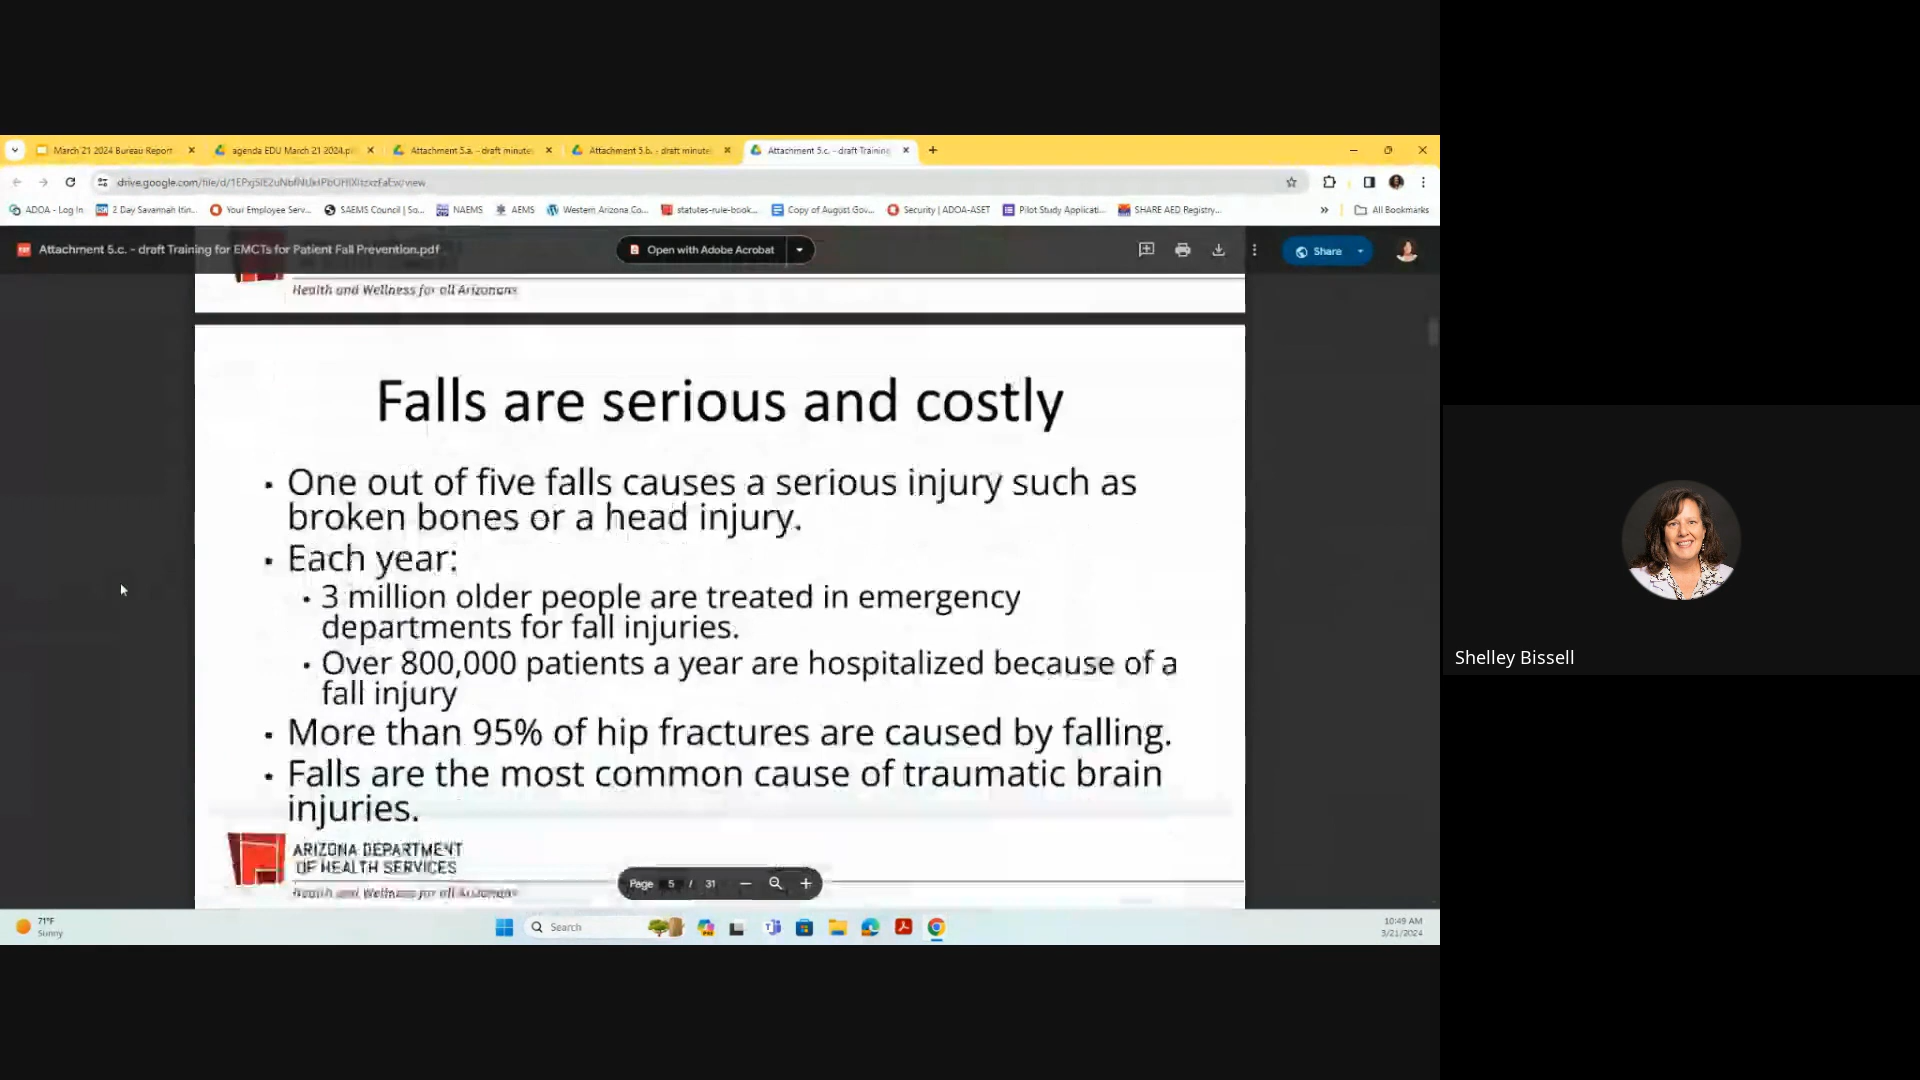 March 21 2024 Bureau Report
agenda EDU March 21 2024.p
Attachment 5.a. - draft minute
Attachment 5.b. - draft minute
Attachment 5.c. - draft Training
ADOA - Log In
2 Day Savannah Itin...
Your Employee Serv...
SAEMS Council | So...
NAEMS
AEMS
Western Arizona Co...
statutes-rule-book...
Copy of August Gov...
Security | ADOA-ASET
Pilot Study Applicati...
SHARE AED Registry...
All Bookmarks
Attachment 5.c. - draft Training for EMCTs for Patient Fall Prevention.pdf
Open with Adobe Acrobat
Share
Health and Wellness for all Arizonans
Falls are serious and costly
• One out of five falls causes a serious injury such as
broken bones or a head injury.
• Each year:
• 3 million older people are treated in emergency
departments for fall injuries.
• Over 800,000 patients a year are hospitalized because of a
fall injury
• More than 95% of hip fractures are caused by falling.
• Falls are the most common cause of traumatic brain
injuries.
ARIZONA DEPARTMENT
OF HEALTH SERVICES
Health and Wellness for all Arizonans
Page 5 / 31
Shelley Bissell
71°F
Sunny
Search
10:49 AM
3/21/2024